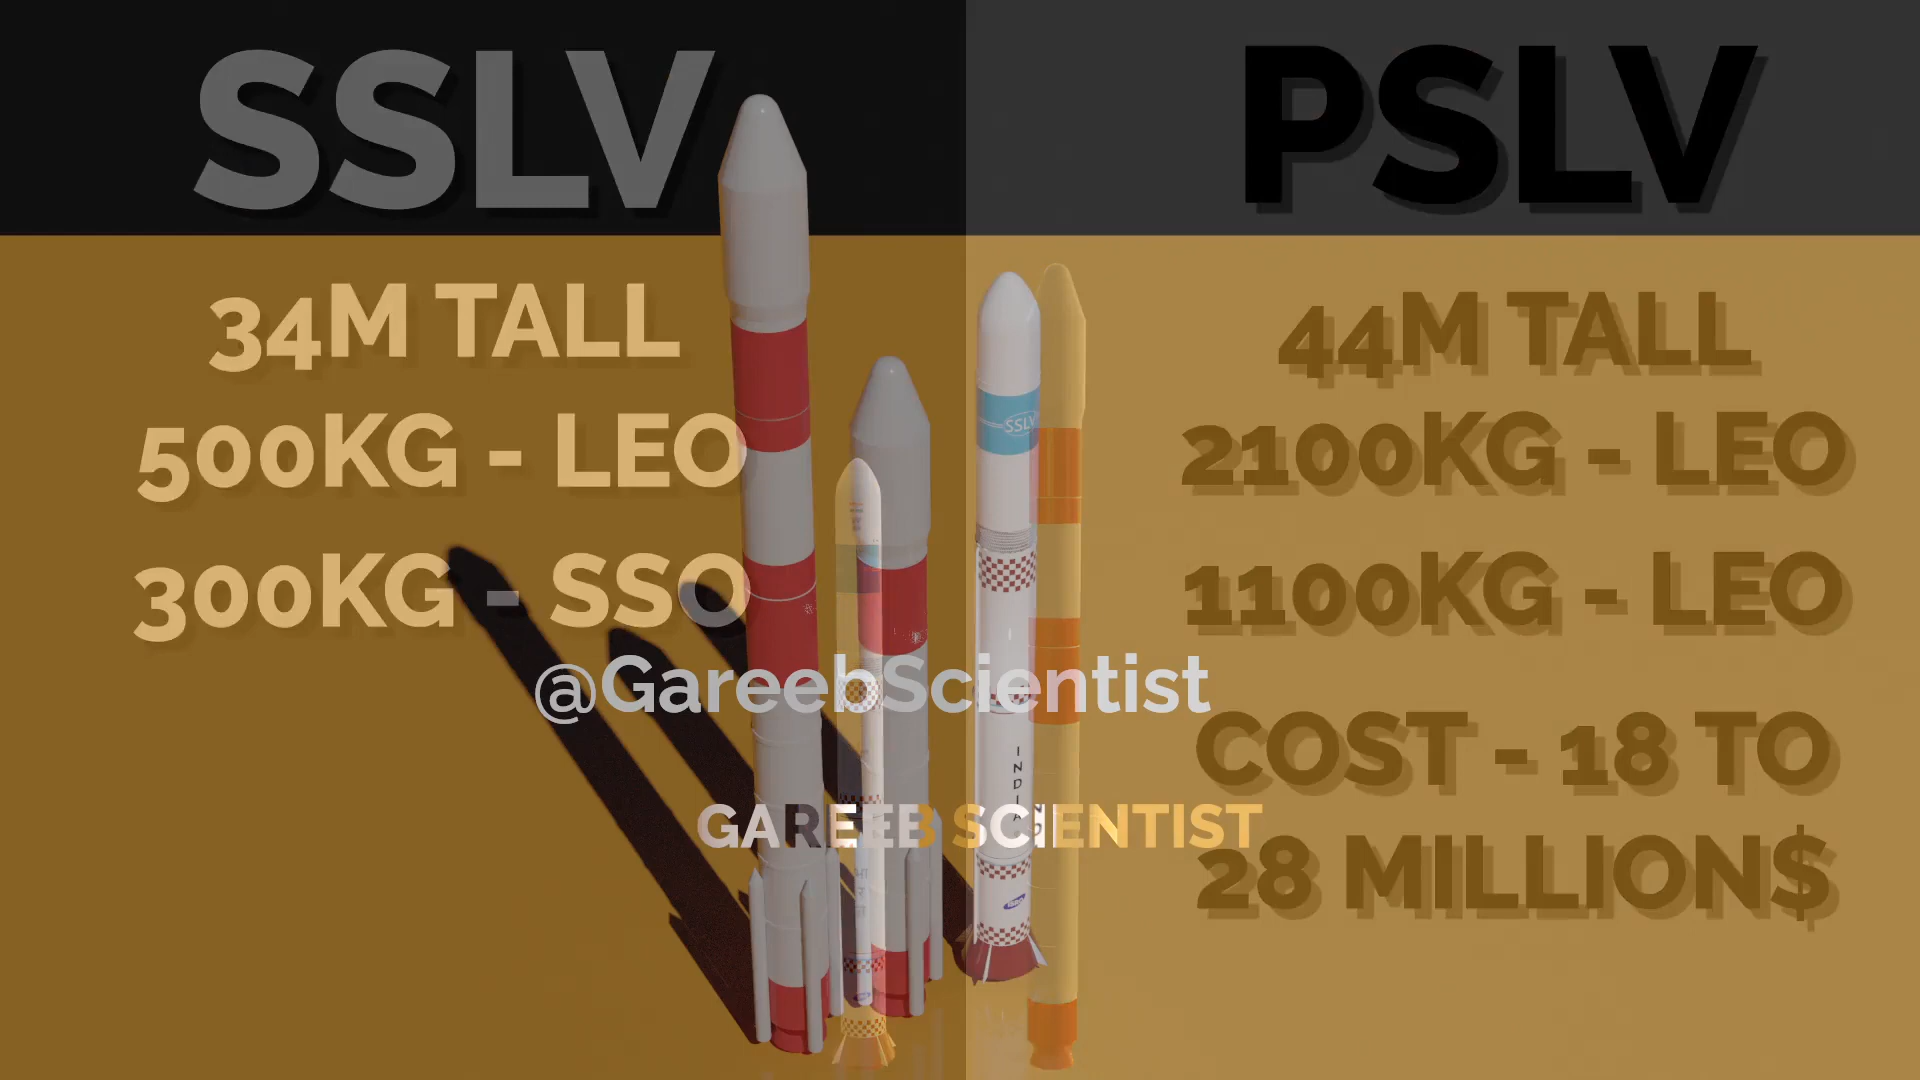 SSLV
34M TALL
500KG - LEO
300KG - SSO
PSLV
44M TALL
2100KG - LEO
1100KG - LEO
COST - 18 TO
28 MILLION$
SSLV
INDIA
@GareebScientist
GAREEB SCIENTIST